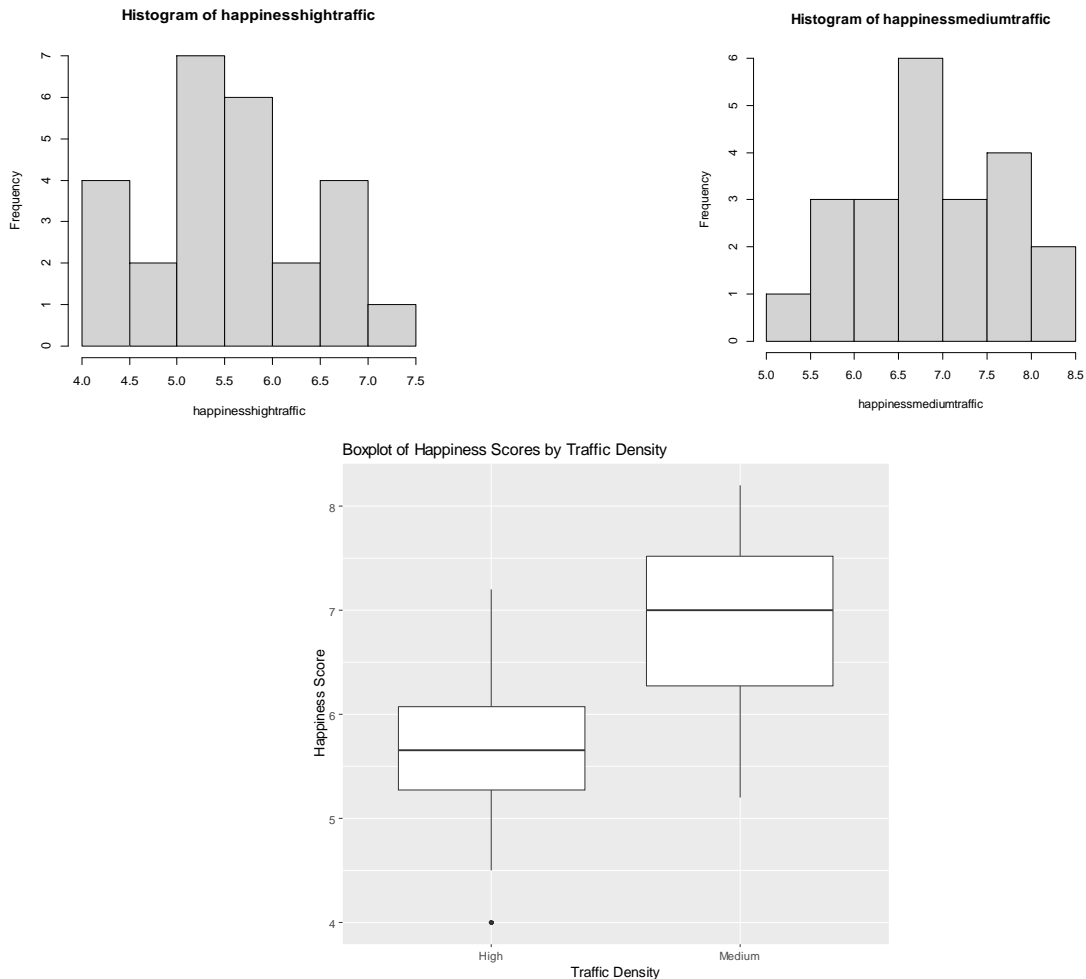 Histogram of happinesshightraffic
Frequency
7
6
5
4
3
2
1
0
4.0 4.5 5.0 5.5 6.0 6.5 7.0 7.5
happinesshightraffic
Histogram of happinessmediumtraffic
Frequency
6
5
4
3
2
1
0
5.0 5.5 6.0 6.5 7.0 7.5 8.0 8.5
happinessmediumtraffic
Boxplot of Happiness Scores by Traffic Density
Happiness Score
8
7
6
5
4
High Medium
Traffic Density